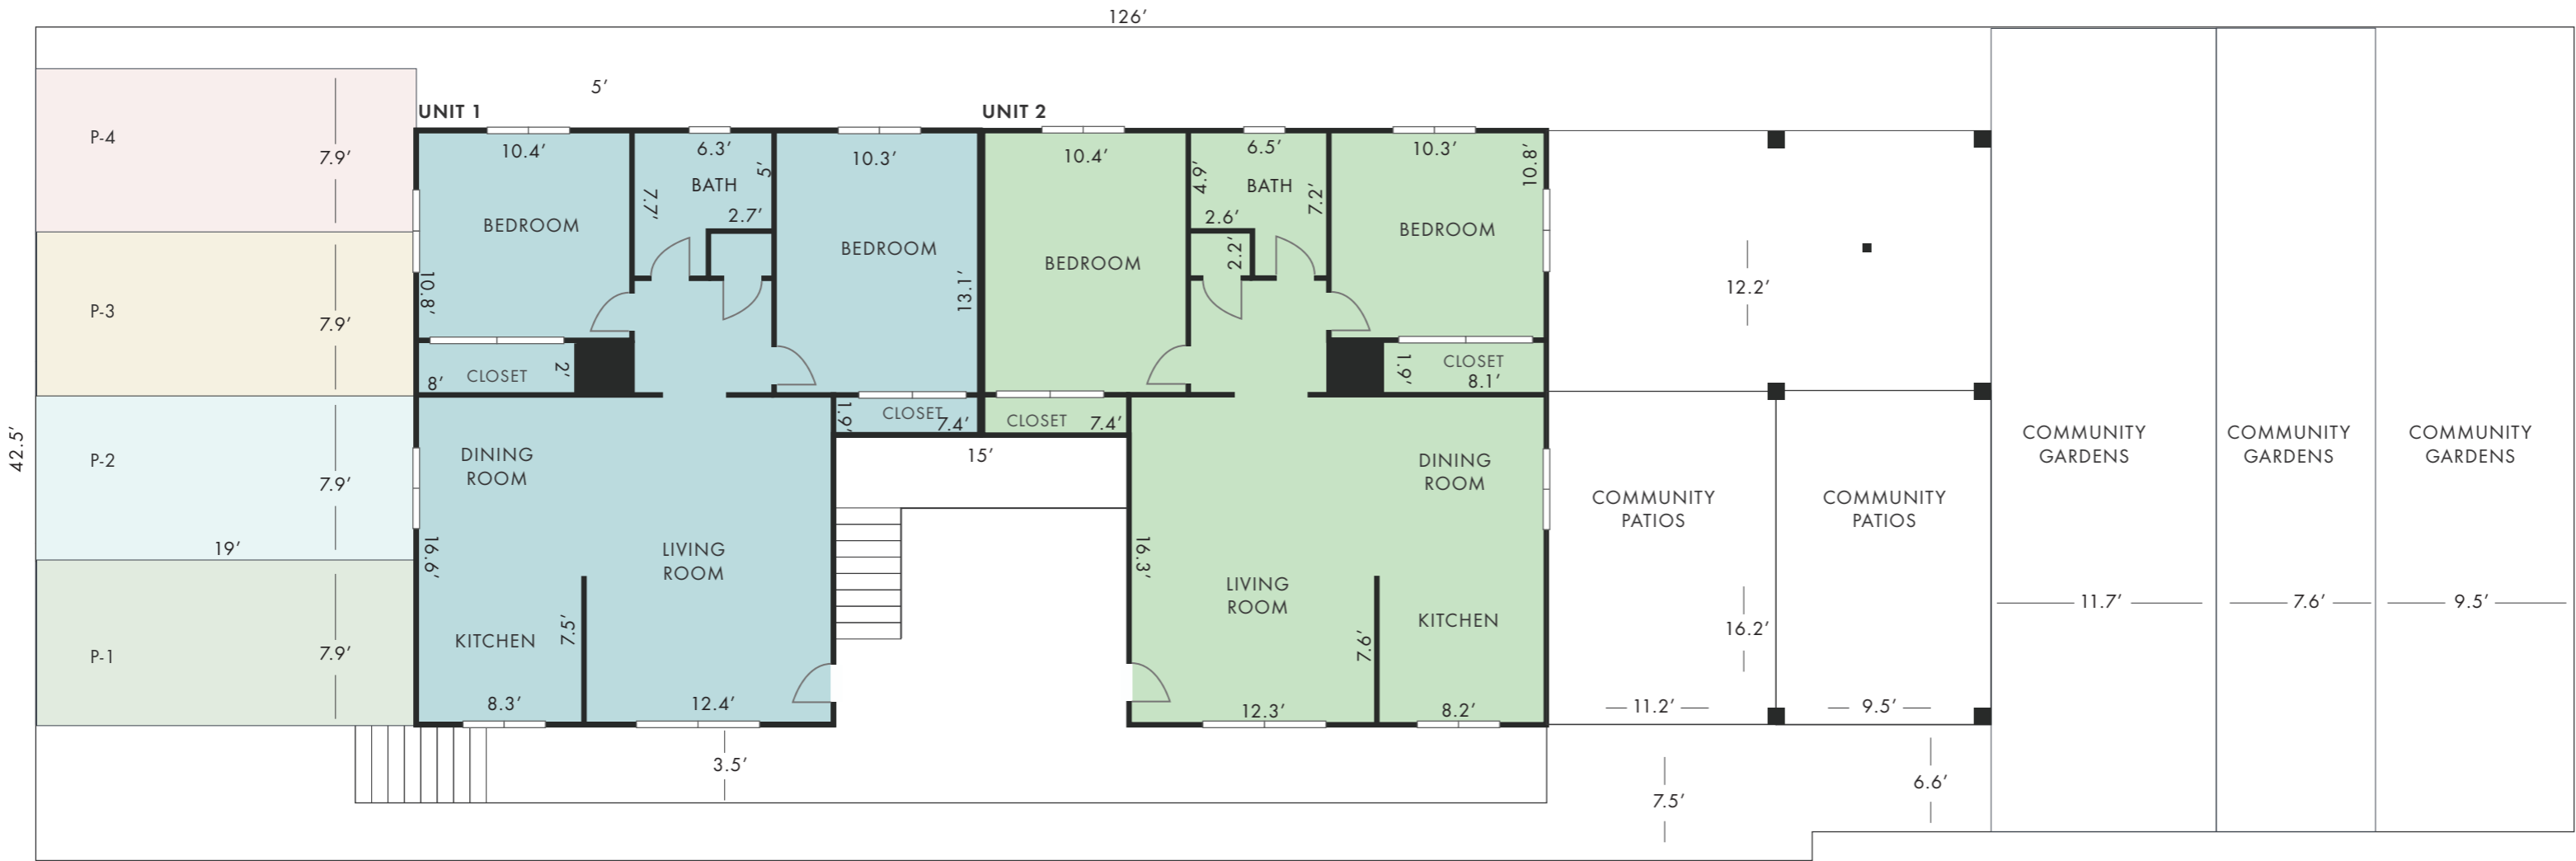 126’
5’
UNIT 1
UNIT 2
P-4
7.9’
P-3
7.9’
42.5’
P-2
7.9’
19’
P-1
7.9’
10.4’
BEDROOM
10.8’
8’
CLOSET
2’
6.3’
BATH
5’
7.7’
2.7’
10.3’
BEDROOM
13.1’
1.9’
CLOSET
7.4’
DINING
ROOM
16.6’
LIVING
ROOM
KITCHEN
7.5’
8.3’
12.4’
3.5’
15’
10.4’
BEDROOM
CLOSET
7.4’
6.5’
4.9’
BATH
7.2’
2.6’
2.2’
10.3’
10.8’
BEDROOM
1.9’
CLOSET
8.1’
DINING
ROOM
16.3’
LIVING
ROOM
KITCHEN
7.6’
12.3’
8.2’
12.2’
COMMUNITY
PATIOS
COMMUNITY
PATIOS
16.2’
11.2’
9.5’
7.5’
6.6’
COMMUNITY
GARDENS
COMMUNITY
GARDENS
COMMUNITY
GARDENS
11.7’
7.6’
9.5’